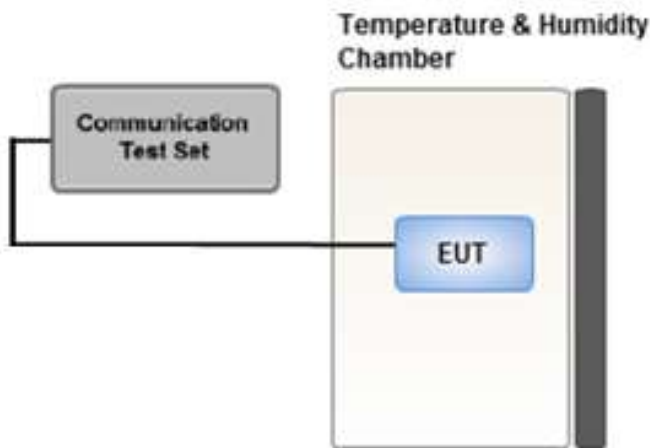 Temperature & Humidity
Chamber
Communication
Test Set
EUT